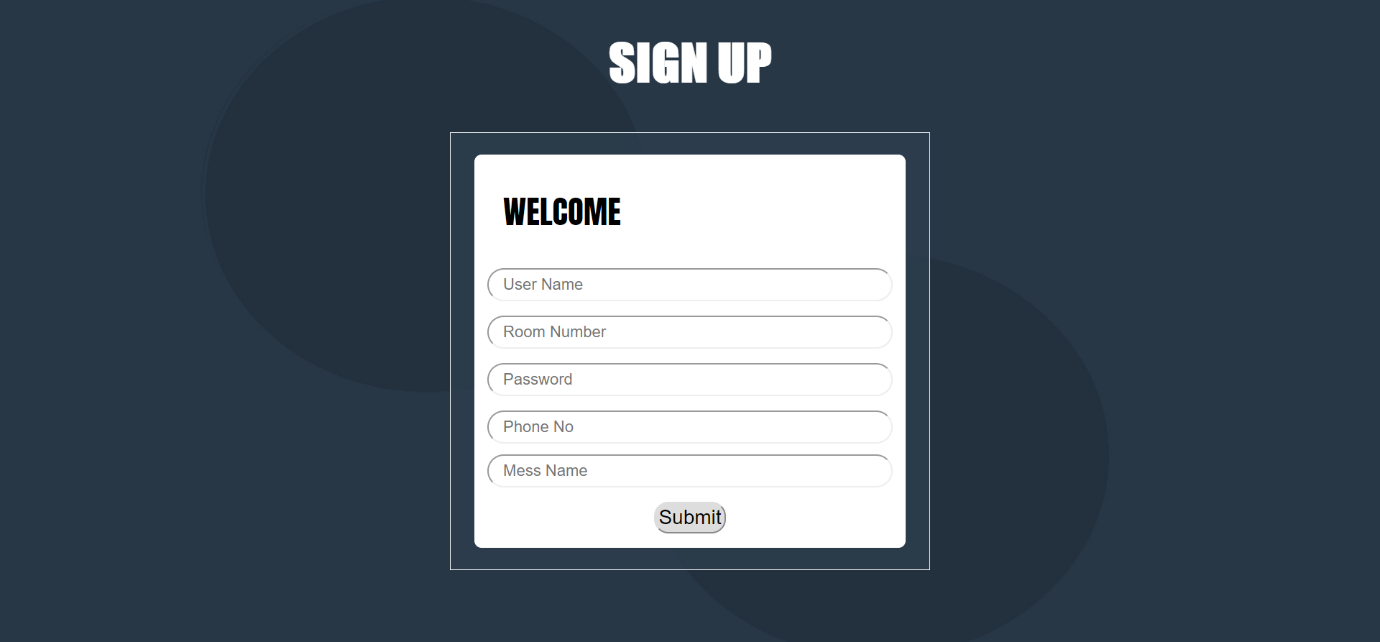 SIGN UP
WELCOME
User Name
Room Number
Password
Phone No
Mess Name
Submit